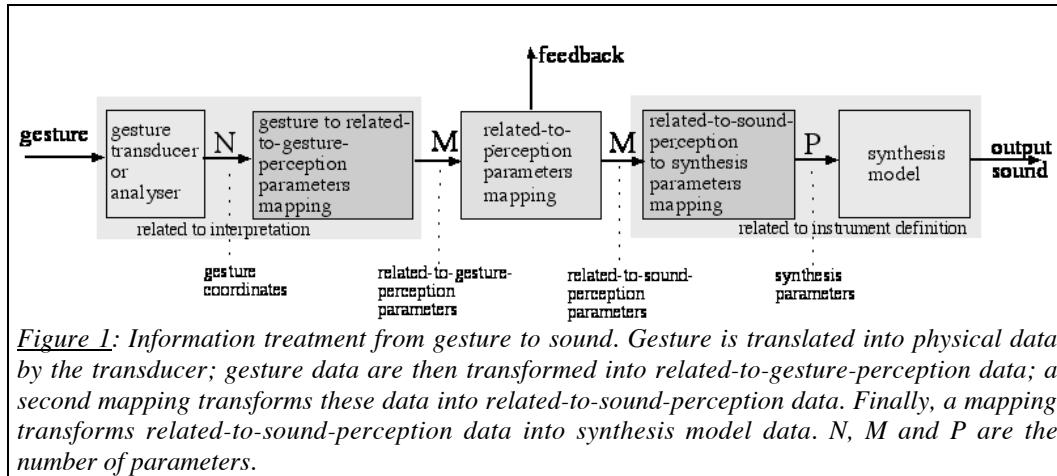 feedback
gesture
gesture
transducer
or
analyser
N
gesture to related-
to-gesture-
perception
parameters
mapping
M
related-to-
perception
parameters
mapping
M
related-to-sound-
perception
to synthesis
parameters
mapping
P
synthesis
model
output
sound
related to interpretation
related to instrument definition
gesture
coordinates
related-to-gesture-
perception
parameters
related-to-sound-
perception
parameters
synthesis
parameters
Figure 1: Information treatment from gesture to sound. Gesture is translated into physical data
by the transducer; gesture data are then transformed into related-to-gesture-perception data; a
second mapping transforms these data into related-to-sound-perception data. Finally, a mapping
transforms related-to-sound-perception data into synthesis model data. N, M and P are the
number of parameters.